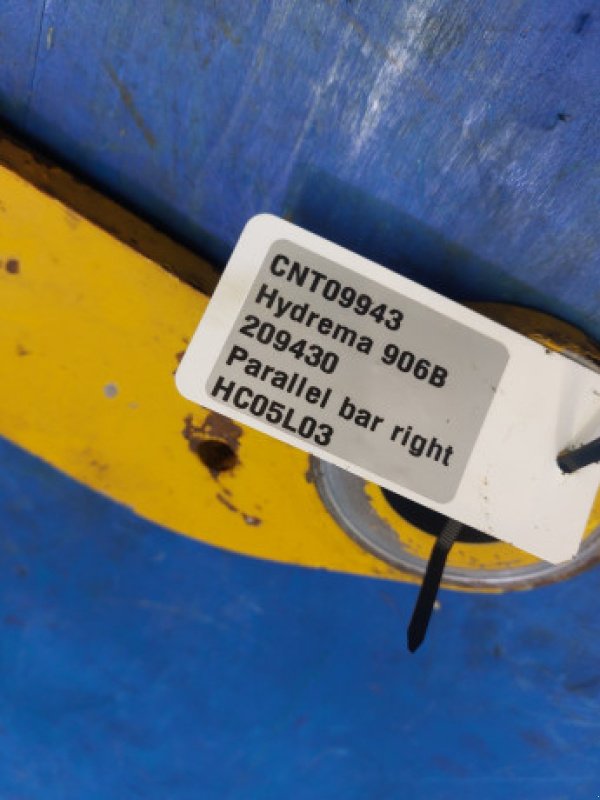 CNT09943
Hydrema 906B
209430
Parallel bar right
HC05L03